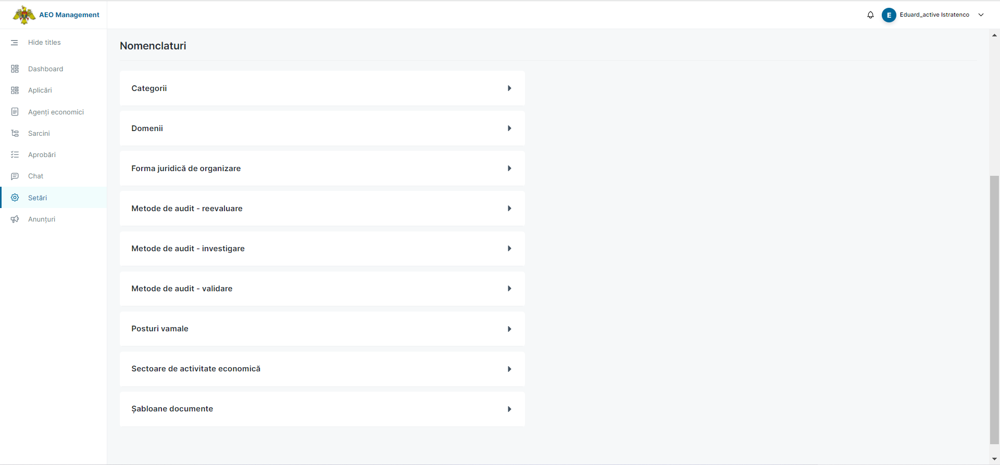 AEO Management
E
Eduard_active Istratenco
Hide titles
Dashboard
Aplicări
Agenți economici
Sarcini
Aprobări
Chat
Setări
Anunțuri
Nomenclaturi
Categorii
Domenii
Forma juridică de organizare
Metode de audit - reevaluare
Metode de audit - investigare
Metode de audit - validare
Posturi vamale
Sectoare de activitate economică
Șabloane documente